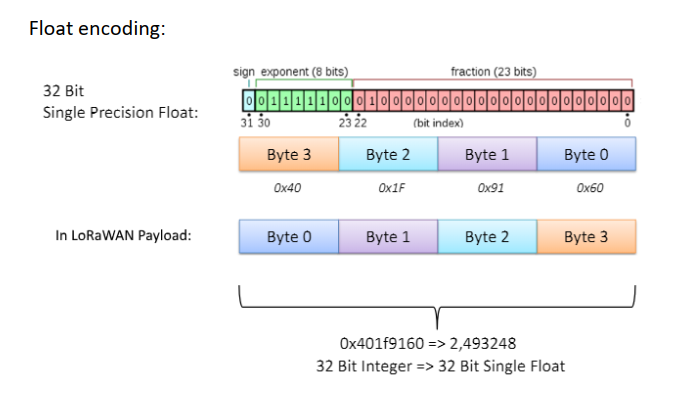 Float encoding:
sign exponent (8 bits) fraction (23 bits)
32 Bit
Single Precision Float:
0 0 1 1 1 1 1 0 0 0 1 0 0 0 0 0 0 0 0 0 0 0 0 0 0 0 0 0 0 0 0 0
31 30 23 22 (bit index) 0
Byte 3 Byte 2 Byte 1 Byte 0
0x40 0x1F 0x91 0x60
In LoRaWAN Payload: Byte 0 Byte 1 Byte 2 Byte 3
0x401f9160 => 2,493248
32 Bit Integer => 32 Bit Single Float